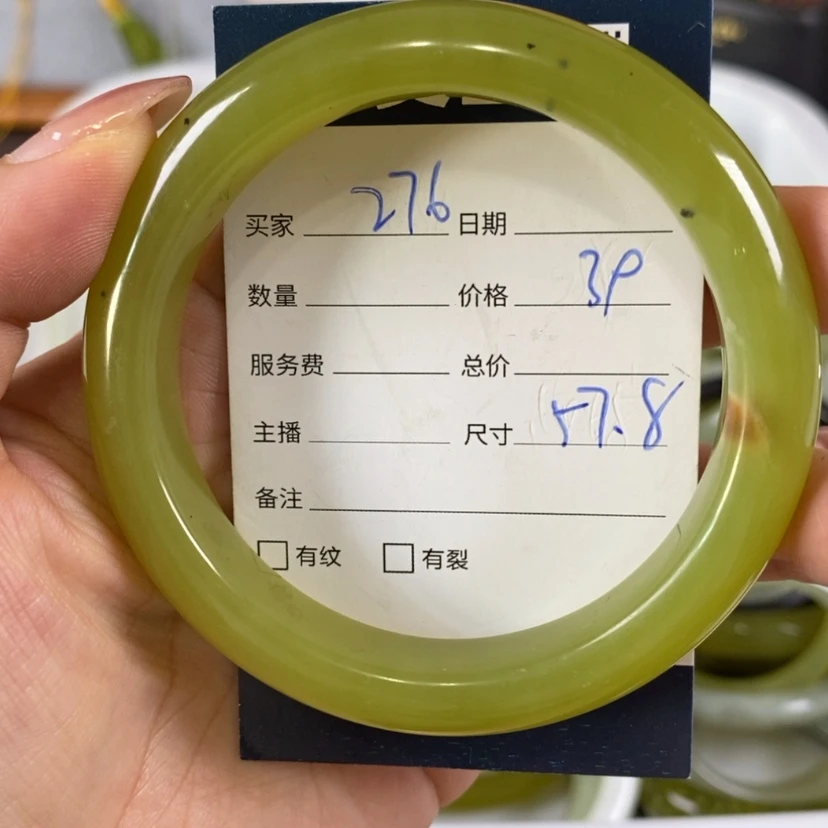 买家 276 日期
数量 价格 39
服务费 总价
主播 尺寸 57.8
备注
有纹 有裂